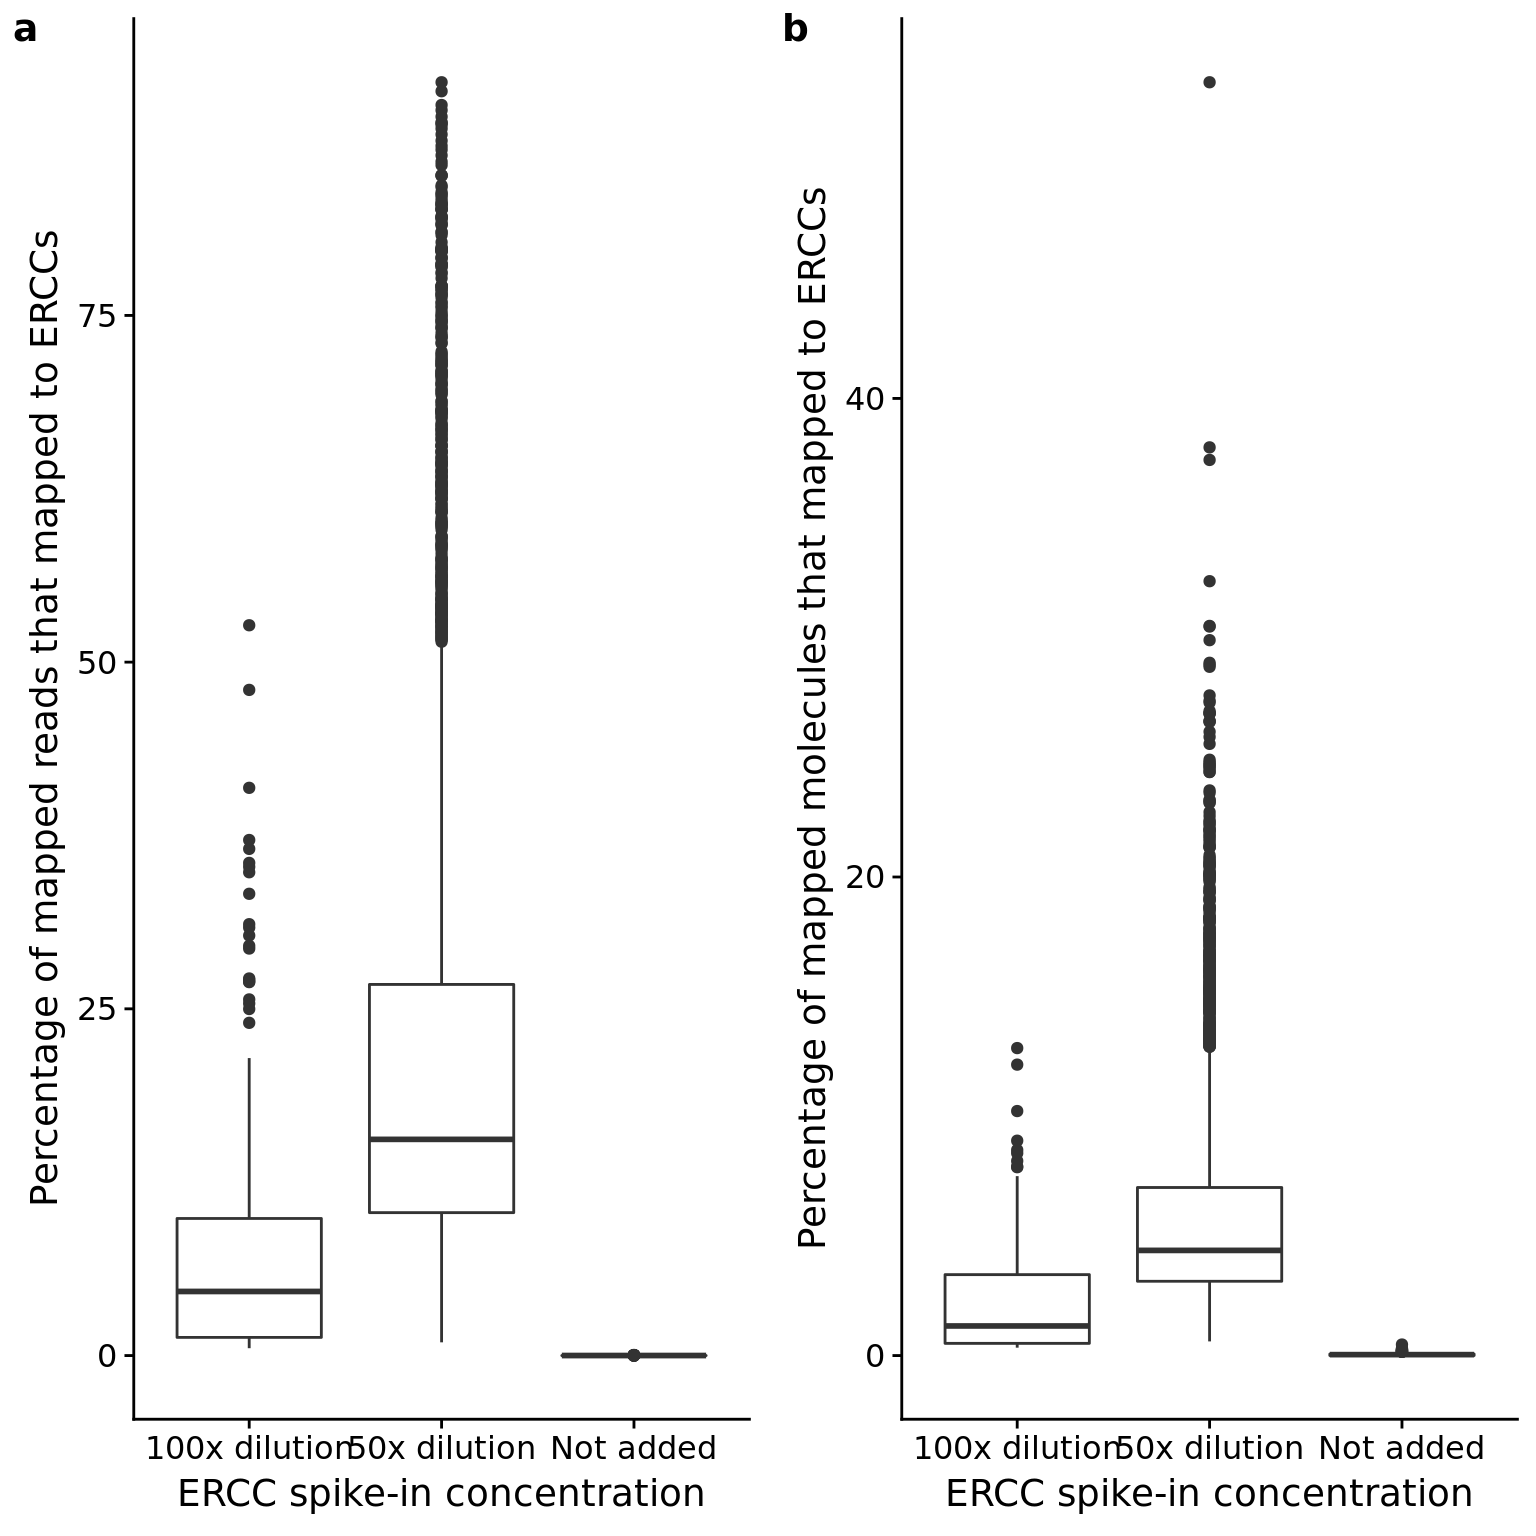 a
Percentage of mapped reads that mapped to ERCCs
75
50
25
0
100x dilution
50x dilution
Not added
ERCC spike-in concentration
b
Percentage of mapped molecules that mapped to ERCCs
40
20
0
100x dilution
50x dilution
Not added
ERCC spike-in concentration